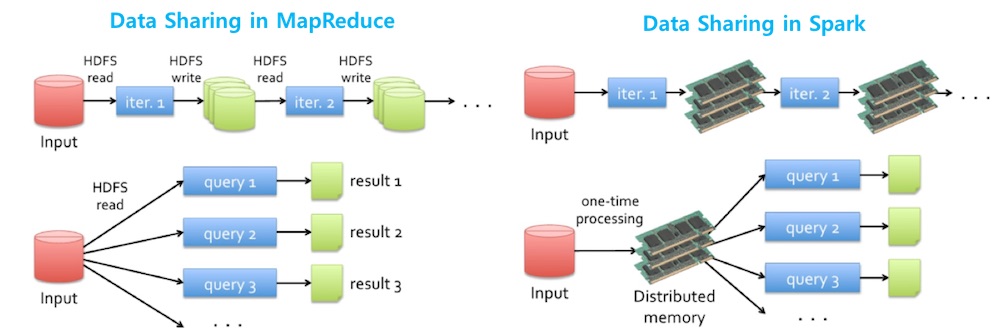 Data Sharing in MapReduce
HDFS read
HDFS write
HDFS read
HDFS write
iter. 1
iter. 2
. . .
Input
HDFS read
query 1
result 1
query 2
result 2
query 3
result 3
Input
. . .
Data Sharing in Spark
iter. 1
iter. 2
. . .
Input
one-time processing
query 1
query 2
query 3
Input
Distributed memory
. . .